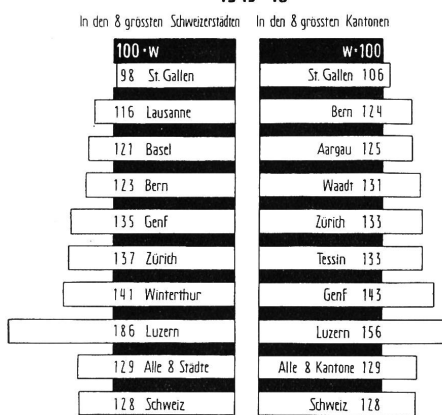 In den 8 grössten Schweizerstädten In den 8 grössten Kantonen
100·w w·100
98 St. Gallen St. Gallen 106
116 Lausanne Bern 124
121 Basel Aargau 125
123 Bern Waadt 131
135 Genf Zürich 133
137 Zürich Tessin 133
141 Winterthur Genf 143
186 Luzern Luzern 156
129 Alle 8 Städte Alle 8 Kantone 129
128 Schweiz Schweiz 128